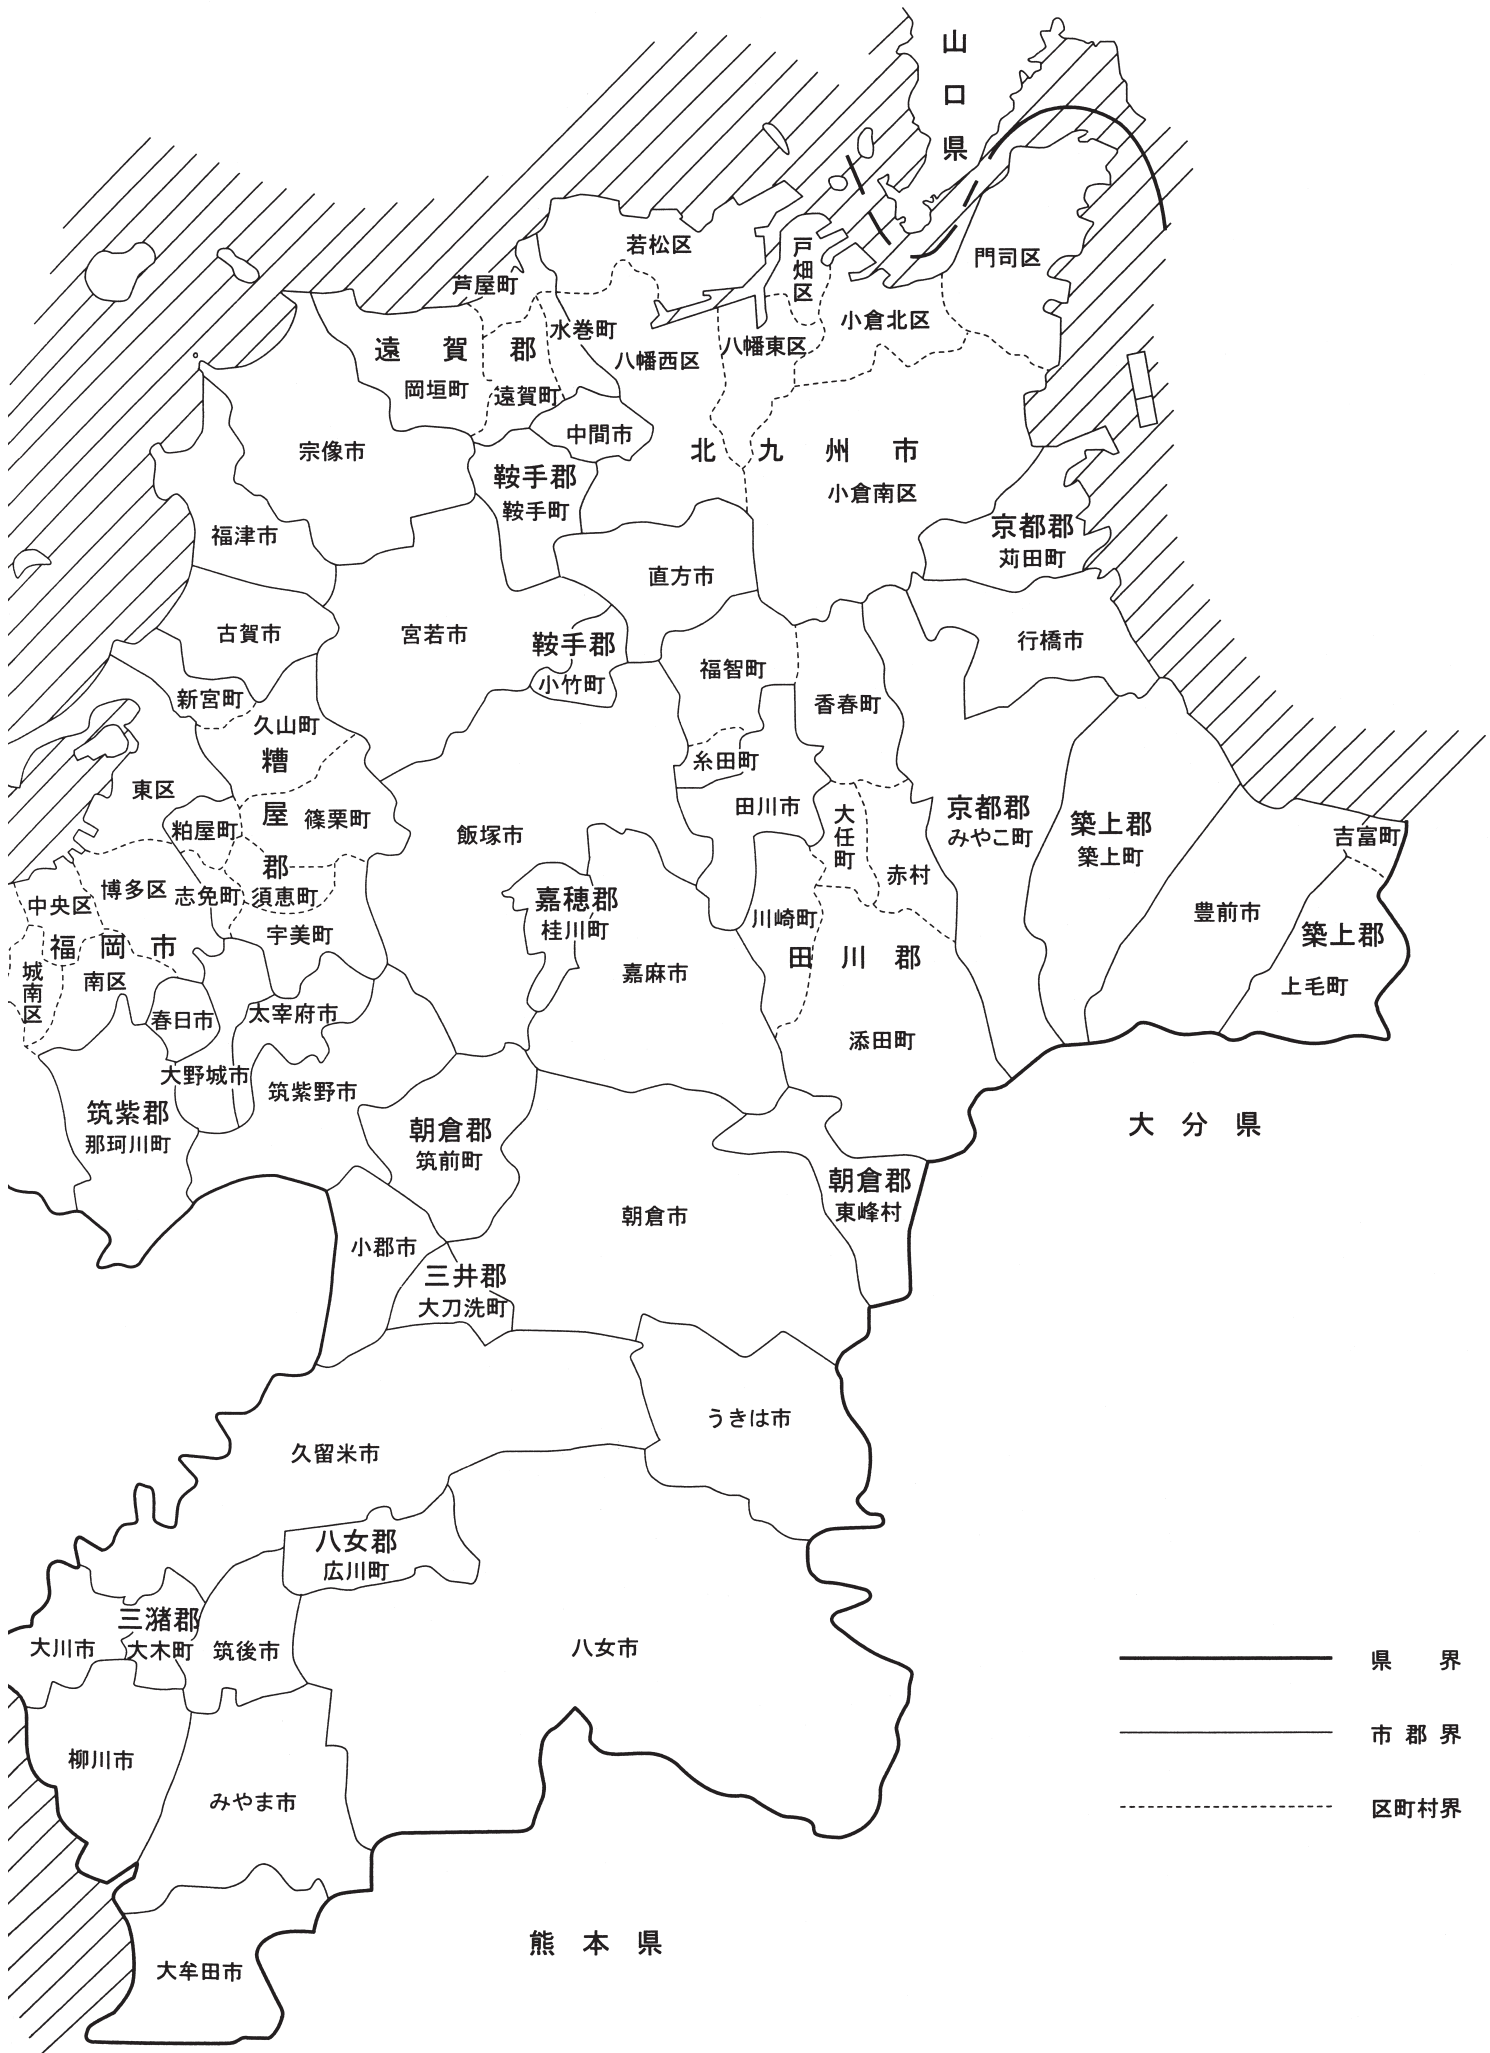 山口県
若松区
戸畑区
門司区
芦屋町
小倉北区
水巻町
遠賀郡
八幡西区
八幡東区
岡垣町
遠賀町
中間市
宗像市
北九州市
鞍手郡
鞍手町
小倉南区
福津市
京都郡
苅田町
直方市
古賀市
宮若市
鞍手郡
小竹町
行橋市
福智町
新宮町
香春町
久山町
糟屋郡
糸田町
東区
田川市
粕屋町
篠栗町
飯塚市
大任町
京都郡
みやこ町
築上郡
築上町
吉富町
中央区
博多区
志免町
須恵町
嘉穂郡
桂川町
赤村
川崎町
豊前市
福岡市
宇美町
田川郡
築上郡
上毛町
城南区
南区
嘉麻市
春日市
太宰府市
添田町
大野城市
筑紫野市
筑紫郡
那珂川町
朝倉郡
筑前町
大分県
朝倉郡
東峰村
朝倉市
小郡市
三井郡
大刀洗町
うきは市
久留米市
八女郡
広川町
三潴郡
大木町
大川市
筑後市
八女市
県界
市郡界
区町村界
柳川市
みやま市
熊本県
大牟田市